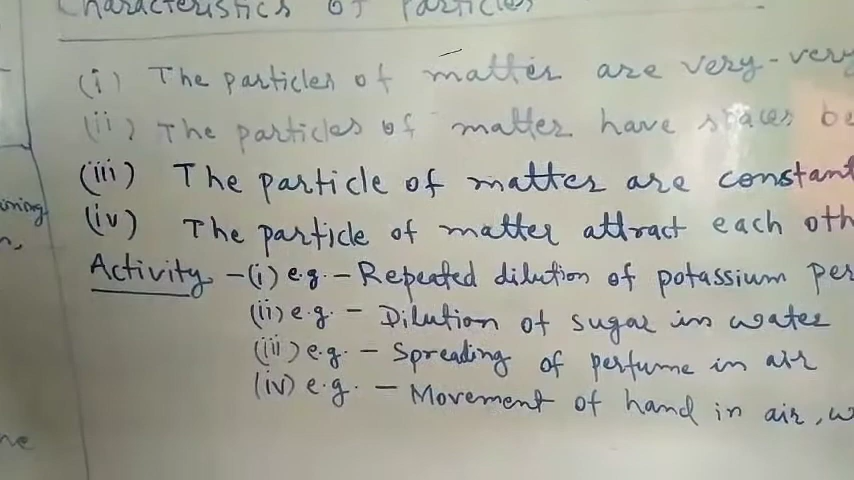 Characteristics of Particles
(i) The particles of matter are very-very
(ii) The particles of matter have spaces be
(iii) The particle of matter are constant
ining (iv) The particle of matter attract each oth
Activity -(i) e.g. - Repeated dilution of potassium per
(ii) e.g. - Dilution of sugar in water
(iii) e.g. - Spreading of perfume in air
(iv) e.g. - Movement of hand in air, w
ne